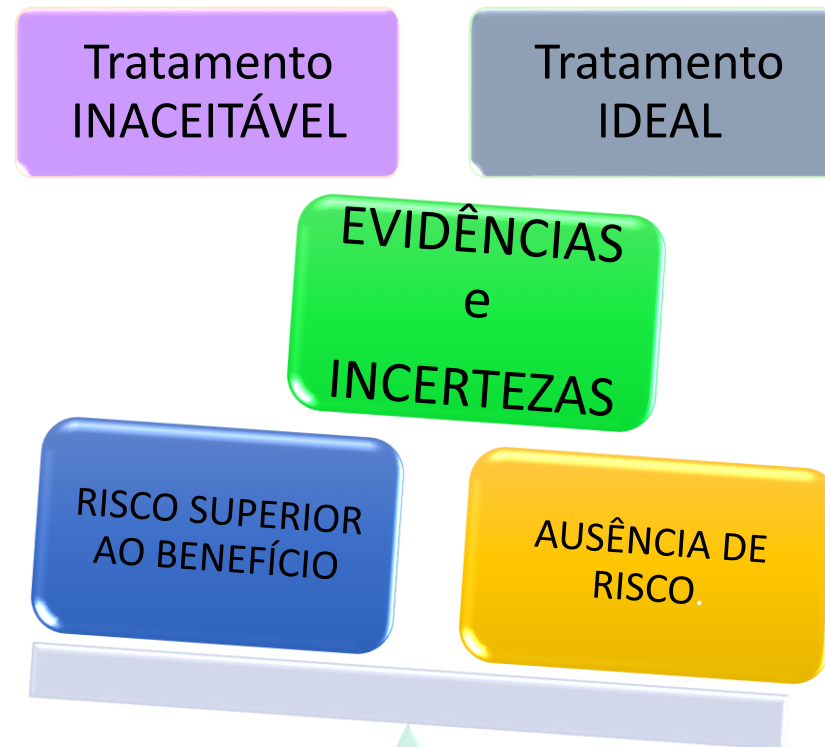 Tratamento
INACEITÁVEL
Tratamento
IDEAL
EVIDÊNCIAS
e
INCERTEZAS
RISCO SUPERIOR
AO BENEFÍCIO
AUSÊNCIA DE
RISCO.